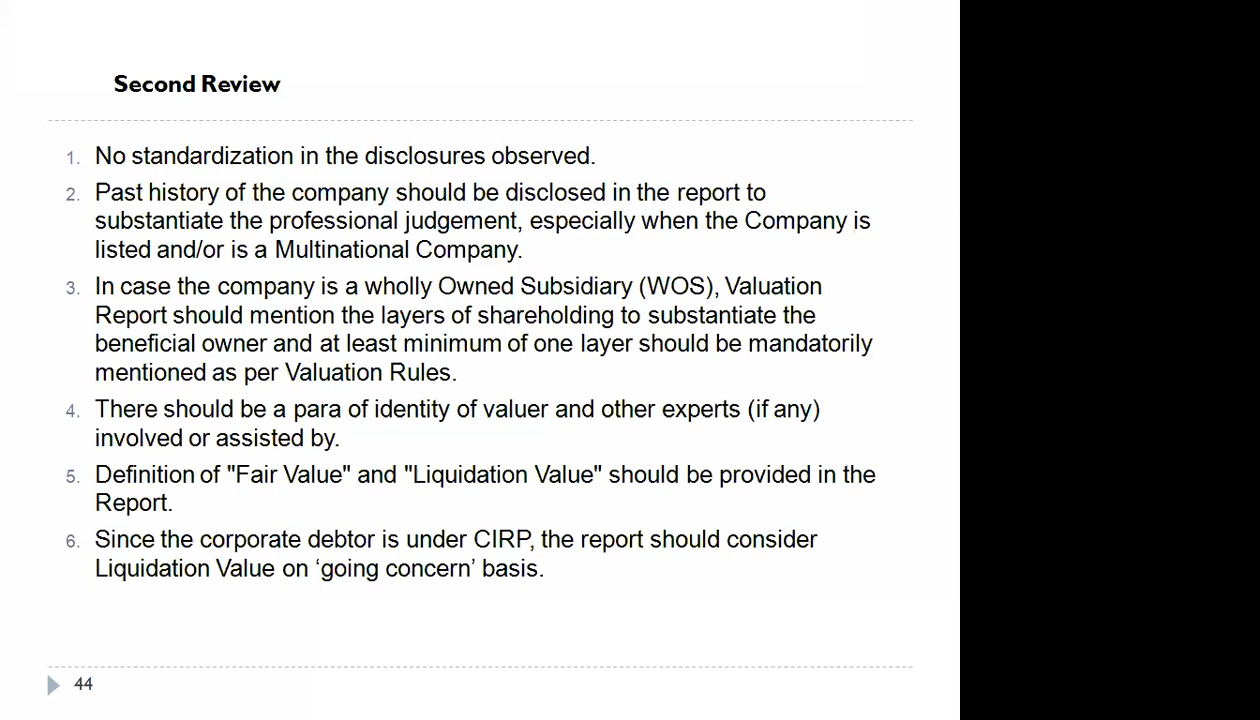 Second Review
1. No standardization in the disclosures observed.
2. Past history of the company should be disclosed in the report to
substantiate the professional judgement, especially when the Company is
listed and/or is a Multinational Company.
3. In case the company is a wholly Owned Subsidiary (WOS), Valuation
Report should mention the layers of shareholding to substantiate the
beneficial owner and at least minimum of one layer should be mandatorily
mentioned as per Valuation Rules.
4. There should be a para of identity of valuer and other experts (if any)
involved or assisted by.
5. Definition of "Fair Value" and "Liquidation Value" should be provided in the
Report.
6. Since the corporate debtor is under CIRP, the report should consider
Liquidation Value on ‘going concern’ basis.
44